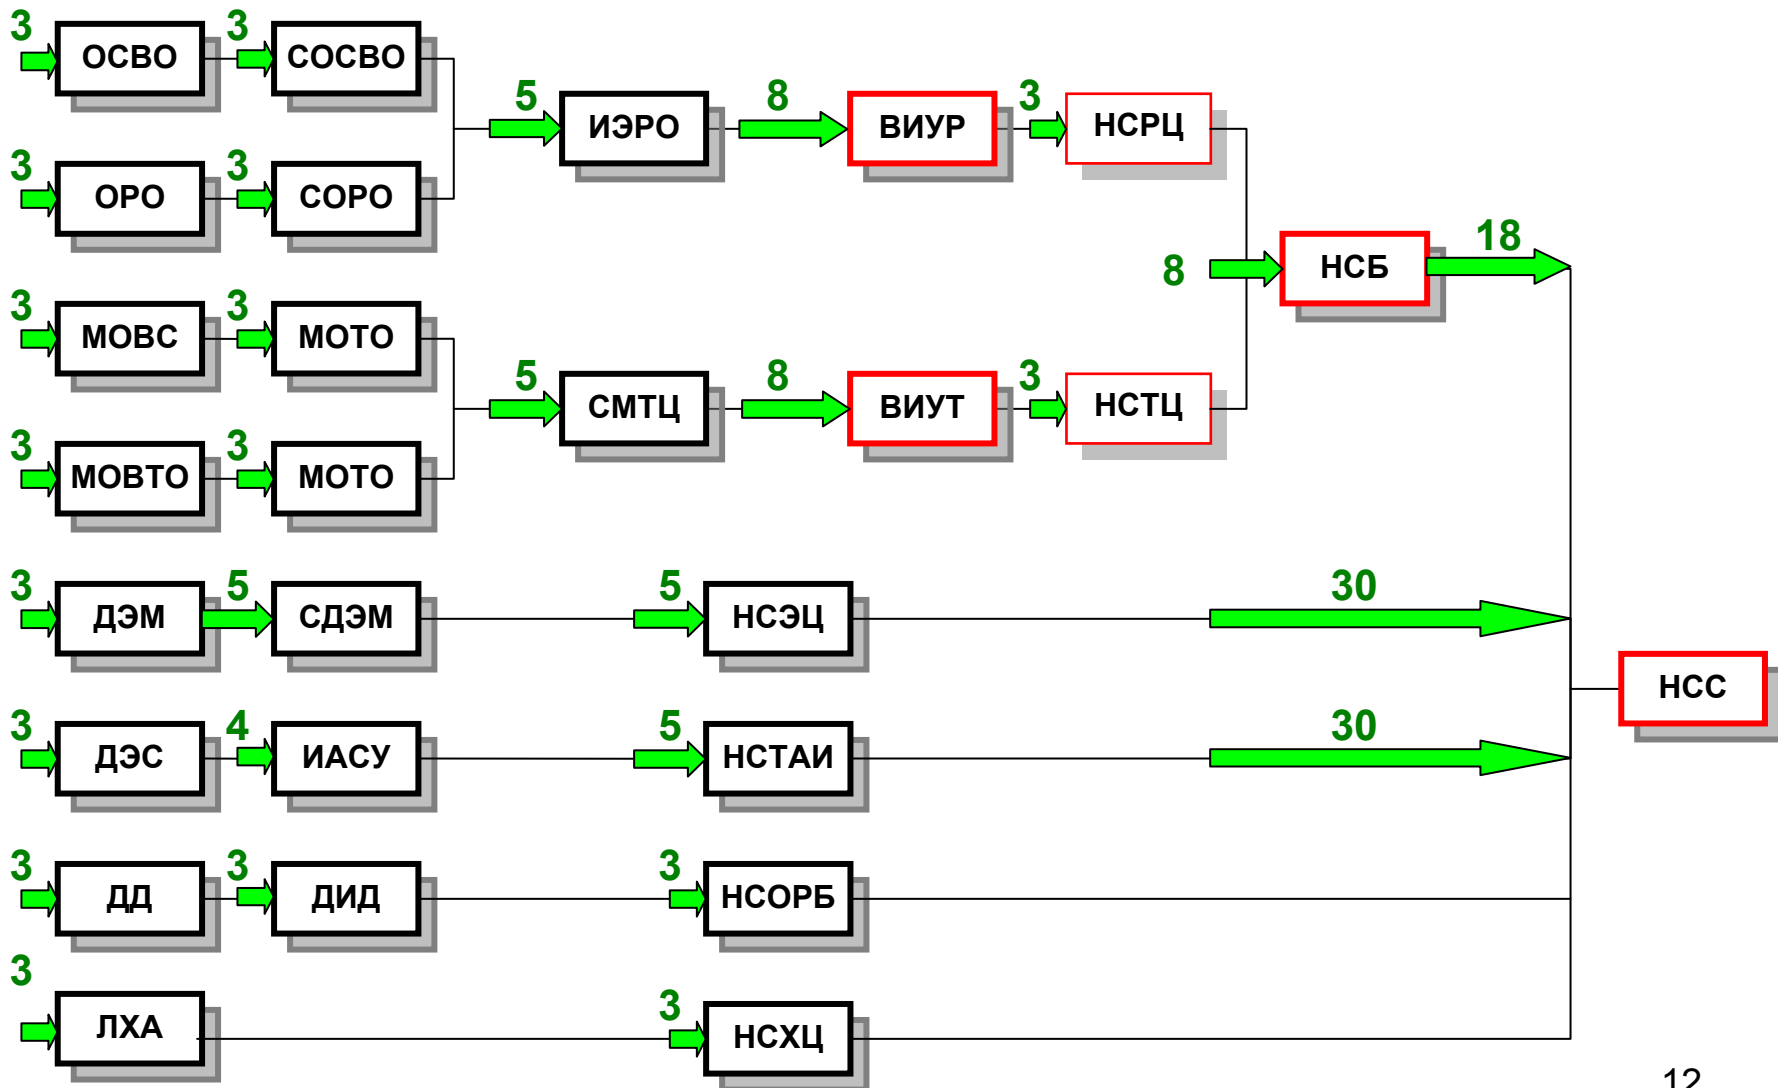 3 3
ОСВО СОСВО
5 8 3
ИЭРО ВИУР НСРЦ
3 3
ОРО СОРО
18
8 НСБ
3 3
МОВС МОТО
5 8 3
СМТЦ ВИУТ НСТЦ
3 3
МОВТО МОТО
3 5 5 30
ДЭМ СДЭМ НСЭЦ
НСС
3 4 5 30
ДЭС ИАСУ НСТАИ
3 3 3
ДД ДИД НСОРБ
3 3
ЛХА НСХЦ
12